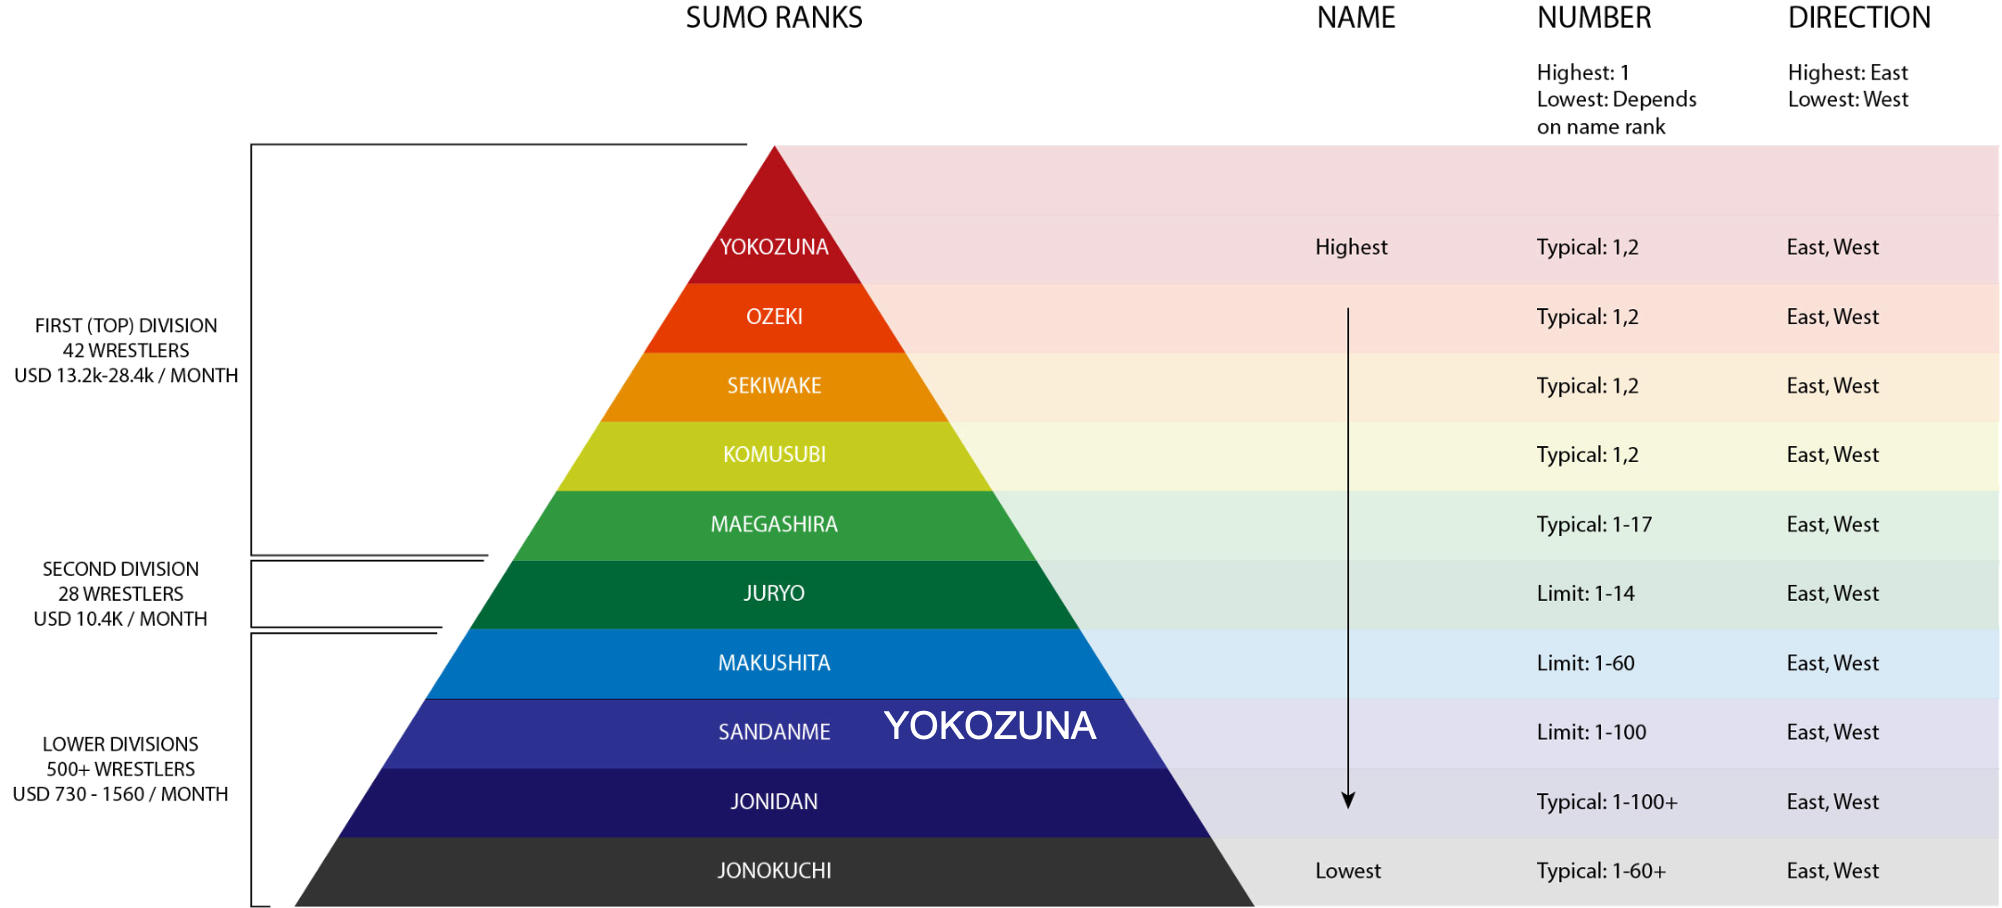 SUMO RANKS
NAME
NUMBER
DIRECTION
Highest: 1
Lowest: Depends
on name rank
Highest: East
Lowest: West
YOKOZUNA
Highest
Typical: 1,2
East, West
OZEKI
Typical: 1,2
East, West
FIRST (TOP) DIVISION
42 WRESTLERS
USD 13.2k-28.4k / MONTH
SEKIWAKE
Typical: 1,2
East, West
KOMUSUBI
Typical: 1,2
East, West
MAEGASHIRA
Typical: 1-17
East, West
SECOND DIVISION
28 WRESTLERS
USD 10.4K / MONTH
JURYO
Limit: 1-14
East, West
MAKUSHITA
Limit: 1-60
East, West
SANDANME
YOKOZUNA
Limit: 1-100
East, West
LOWER DIVISIONS
500+ WRESTLERS
USD 730 - 1560 / MONTH
JONIDAN
Typical: 1-100+
East, West
JONOKUCHI
Lowest
Typical: 1-60+
East, West